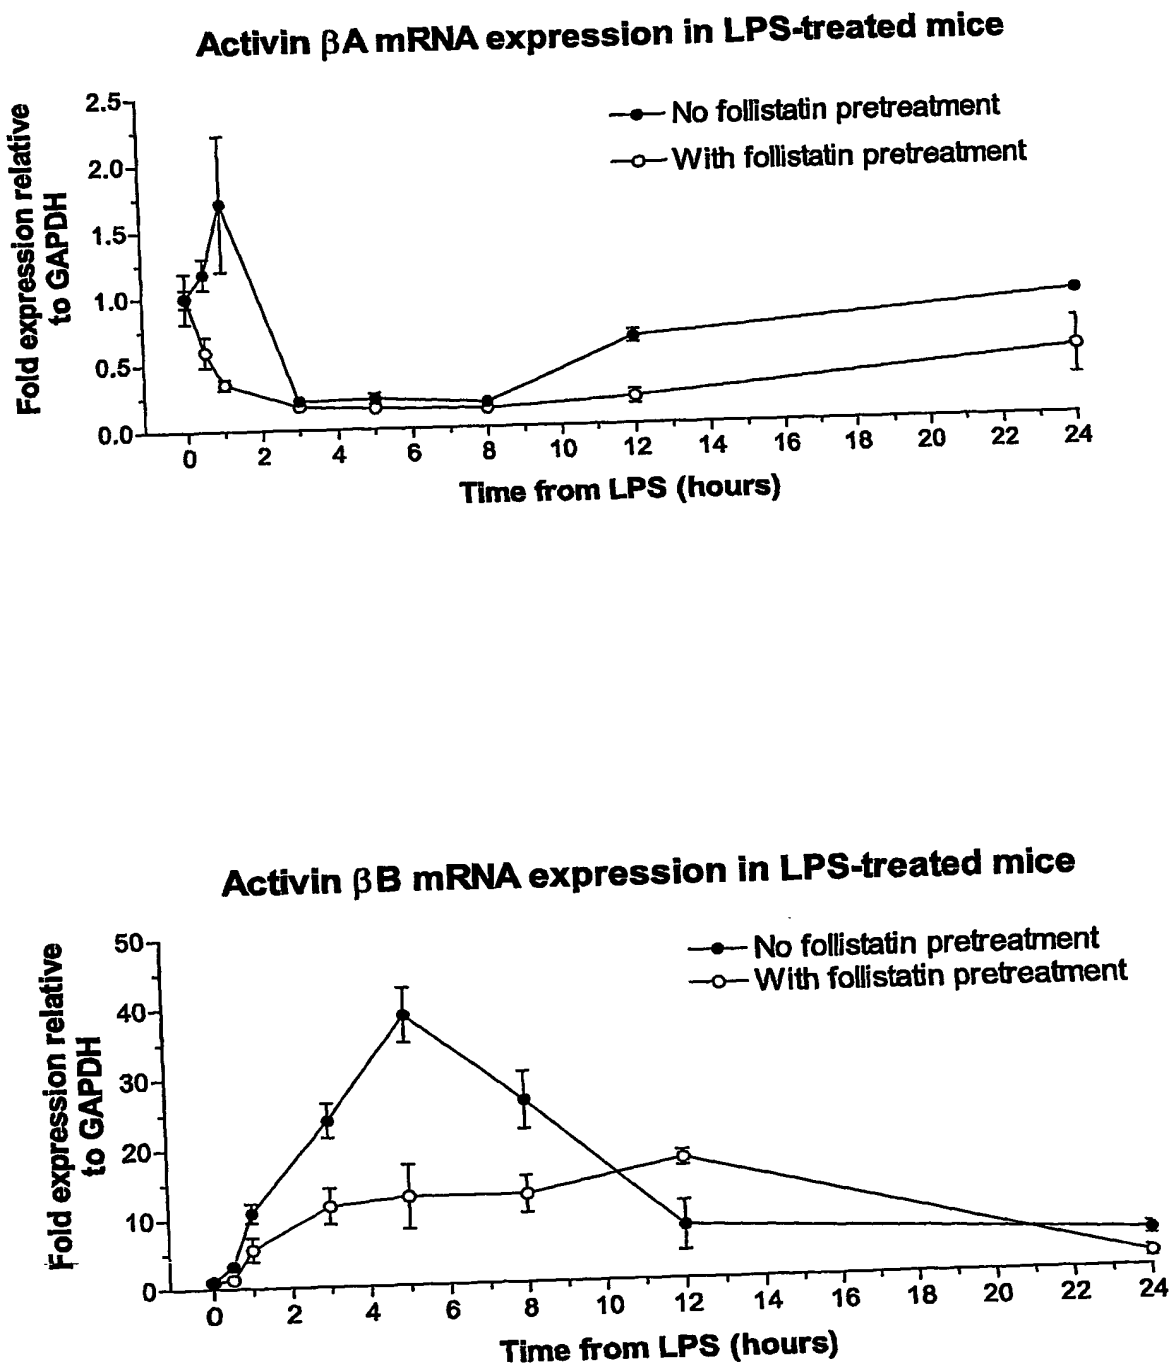 Activin βA mRNA expression in LPS-treated mice
No follistatin pretreatment
With follistatin pretreatment
Fold expression relative
to GAPDH
2.5
2.0
1.5
1.0
0.5
0.0
0 2 4 6 8 10 12 14 16 18 20 22 24
Time from LPS (hours)
Activin βB mRNA expression in LPS-treated mice
No follistatin pretreatment
With follistatin pretreatment
Fold expression relative
to GAPDH
50
40
30
20
10
0
0 2 4 6 8 10 12 14 16 18 20 22 24
Time from LPS (hours)